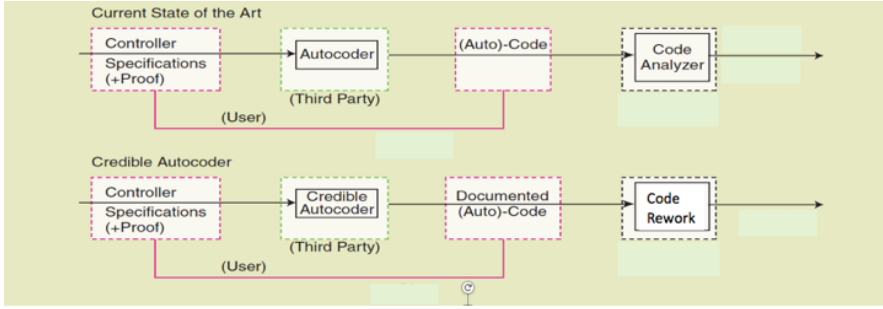 Current State of the Art
Controller
Specifications
(+Proof)
Autocoder
(Third Party)
(Auto)-Code
Code
Analyzer
(User)
Credible Autocoder
Controller
Specifications
(+Proof)
Credible
Autocoder
(Third Party)
Documented
(Auto)-Code
Code
Rework
(User)